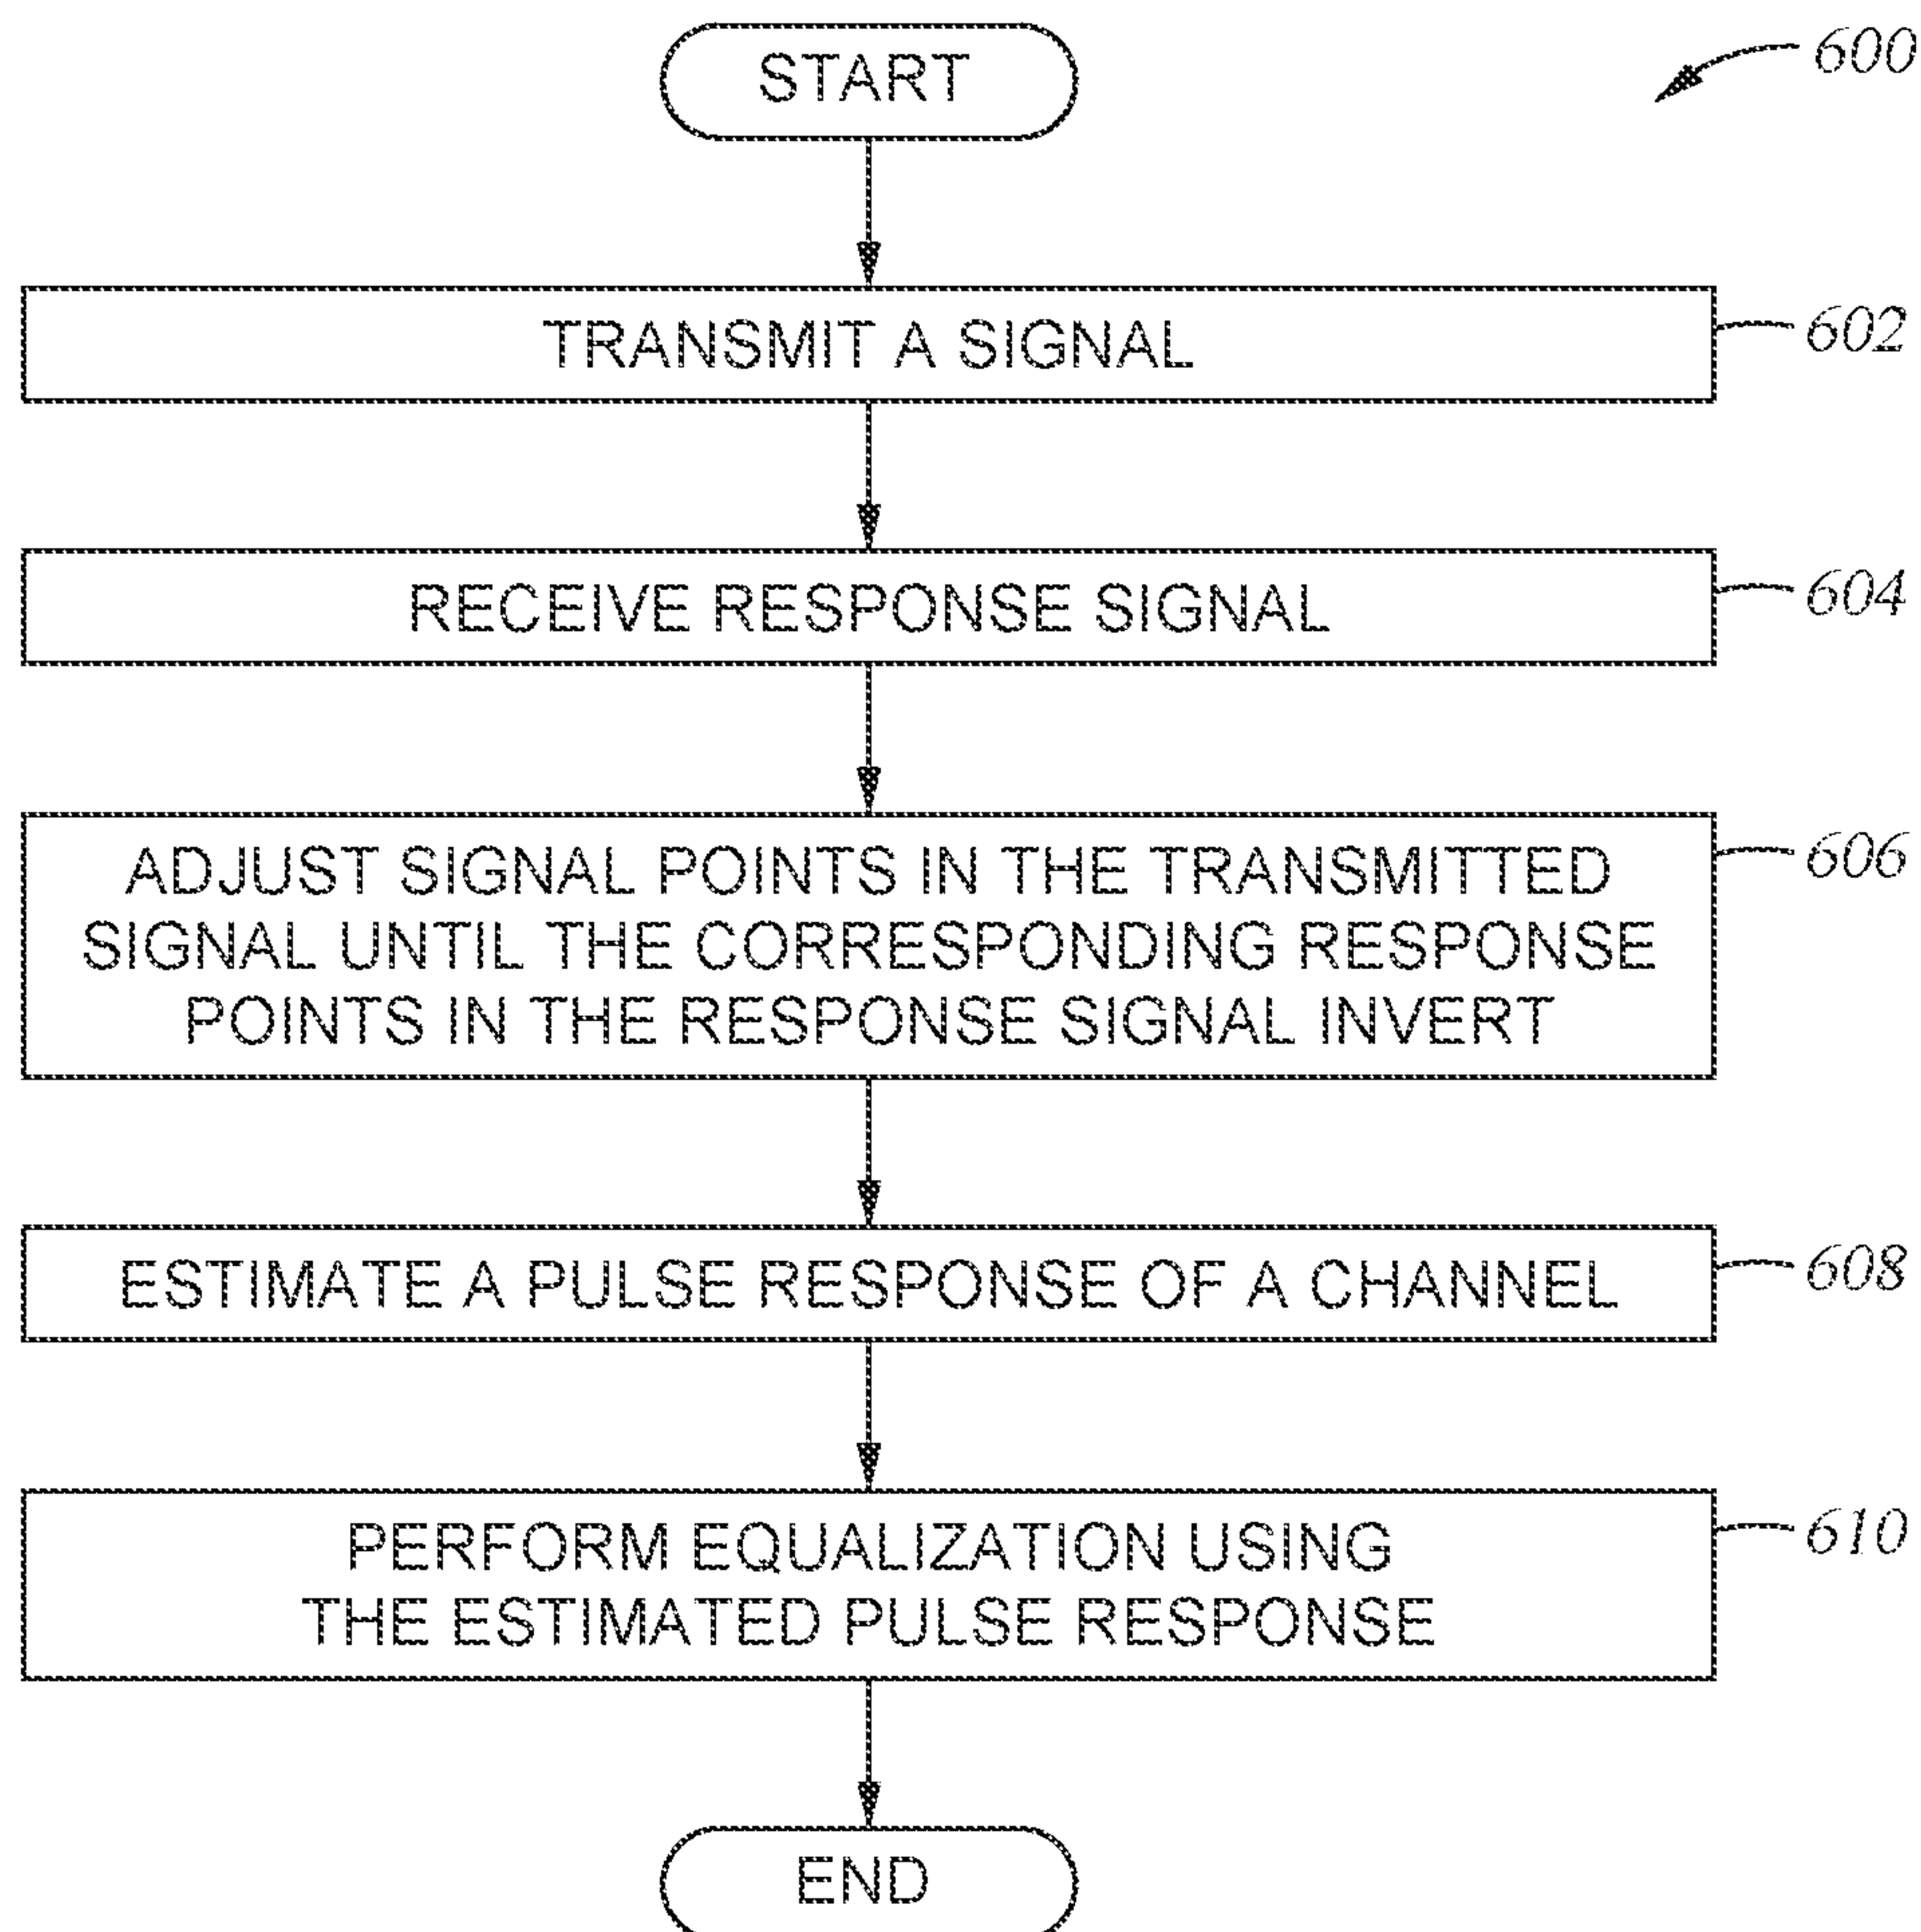 START
600
TRANSMIT A SIGNAL
602
RECEIVE RESPONSE SIGNAL
604
ADJUST SIGNAL POINTS IN THE TRANSMITTED
SIGNAL UNTIL THE CORRESPONDING RESPONSE
POINTS IN THE RESPONSE SIGNAL INVERT
606
ESTIMATE A PULSE RESPONSE OF A CHANNEL
608
PERFORM EQUALIZATION USING
THE ESTIMATED PULSE RESPONSE
610
END